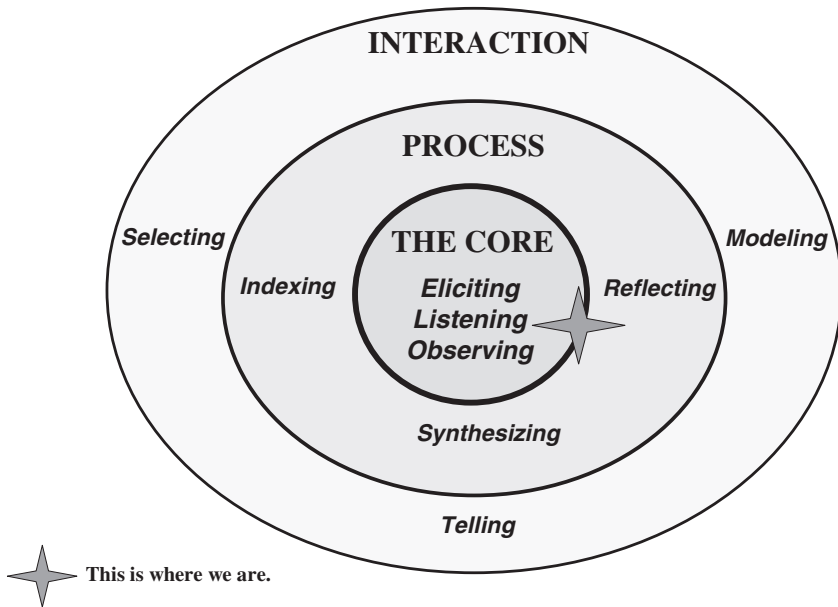 INTERACTION
PROCESS
Selecting
THE CORE
Modeling
Indexing
Eliciting
Reflecting
Listening
Observing
Synthesizing
Telling
This is where we are.